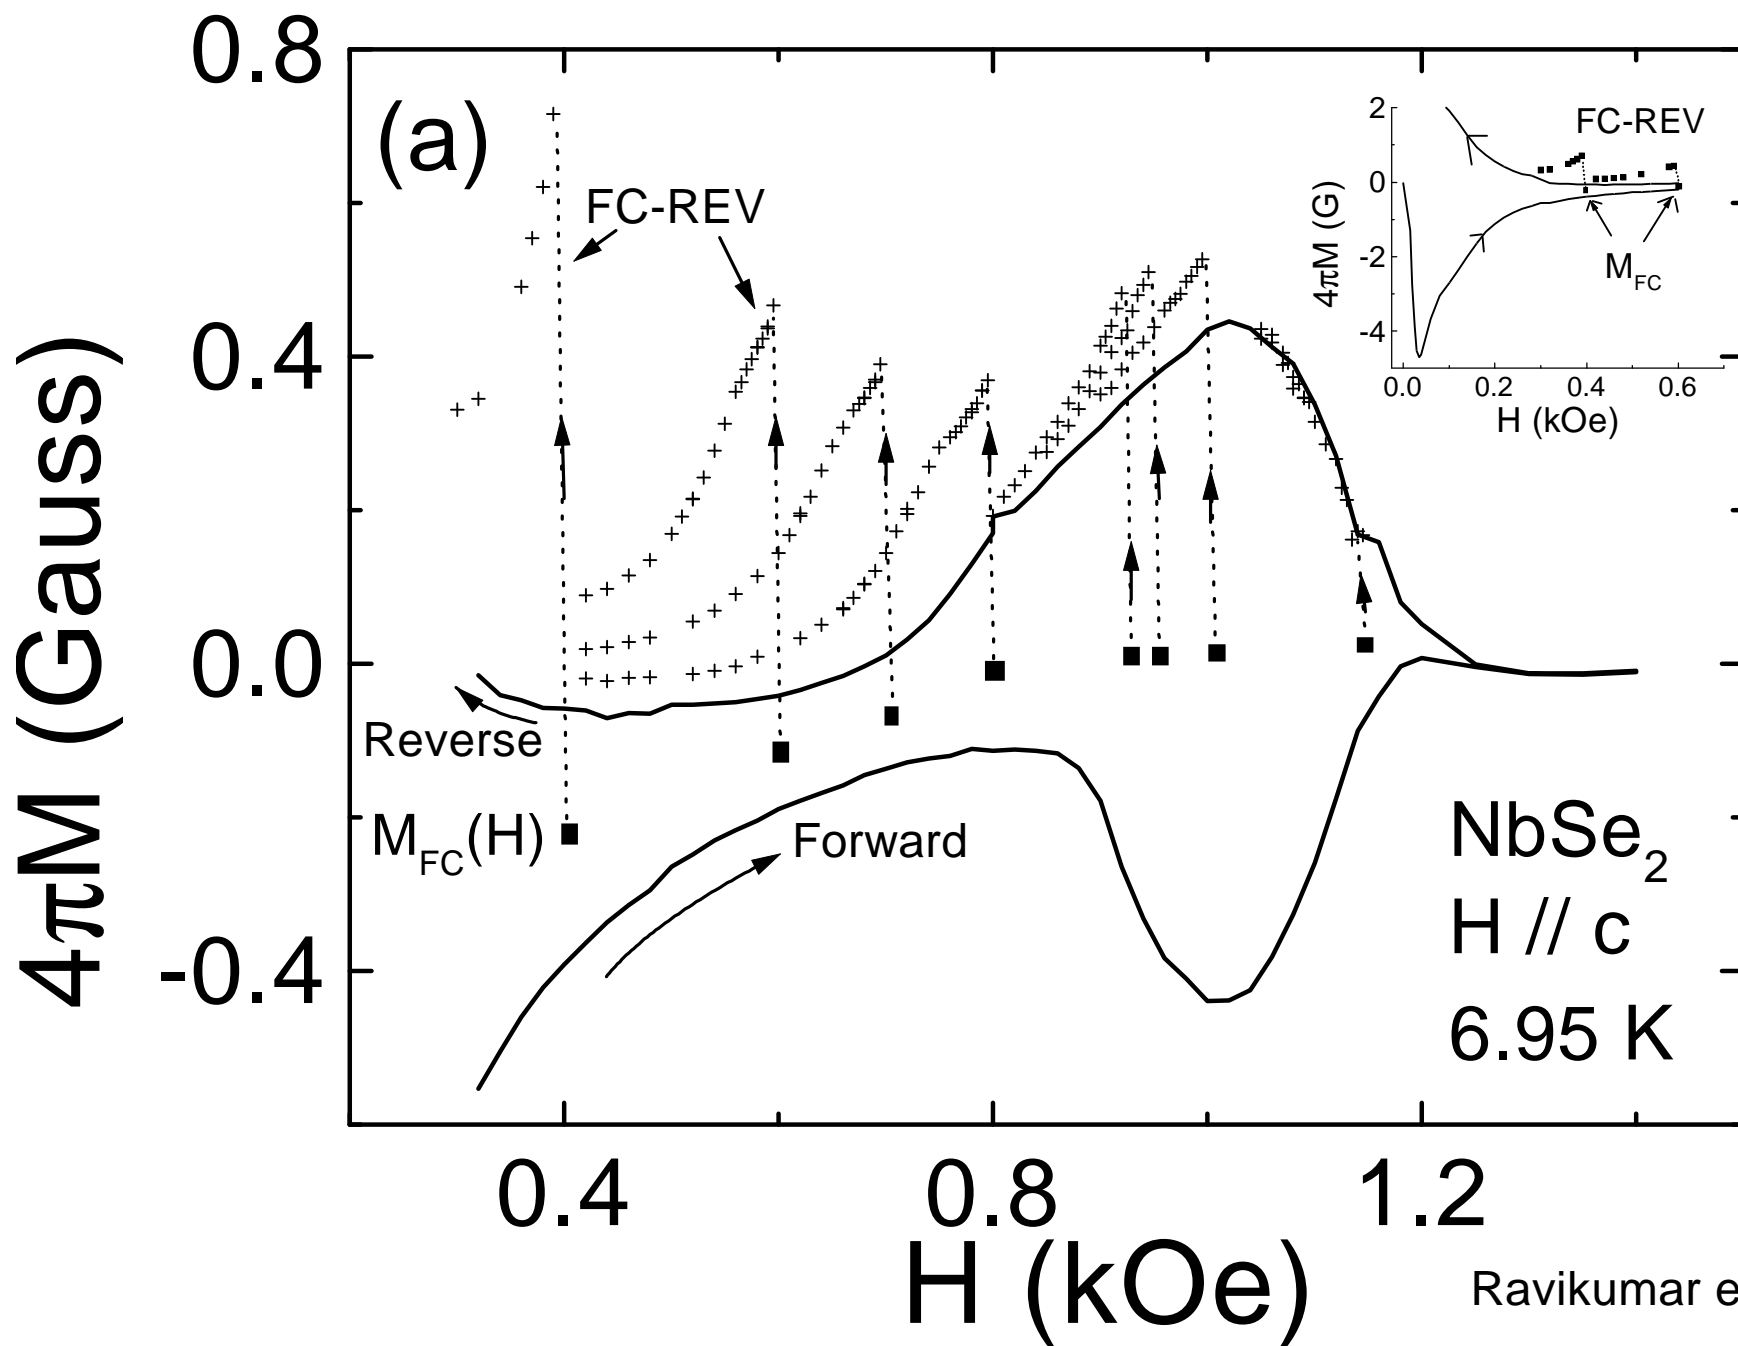 0.8
(a)
FC-REV
0.4
0.0
-0.4
4πM (Gauss)
Reverse
M_FC(H)
Forward
NbSe₂
H // c
6.95 K
0.4 0.8 1.2
H (kOe)
2
0
-2
-4
4πM (G)
FC-REV
M_FC
0.0 0.2 0.4 0.6
H (kOe)
Ravikumar e